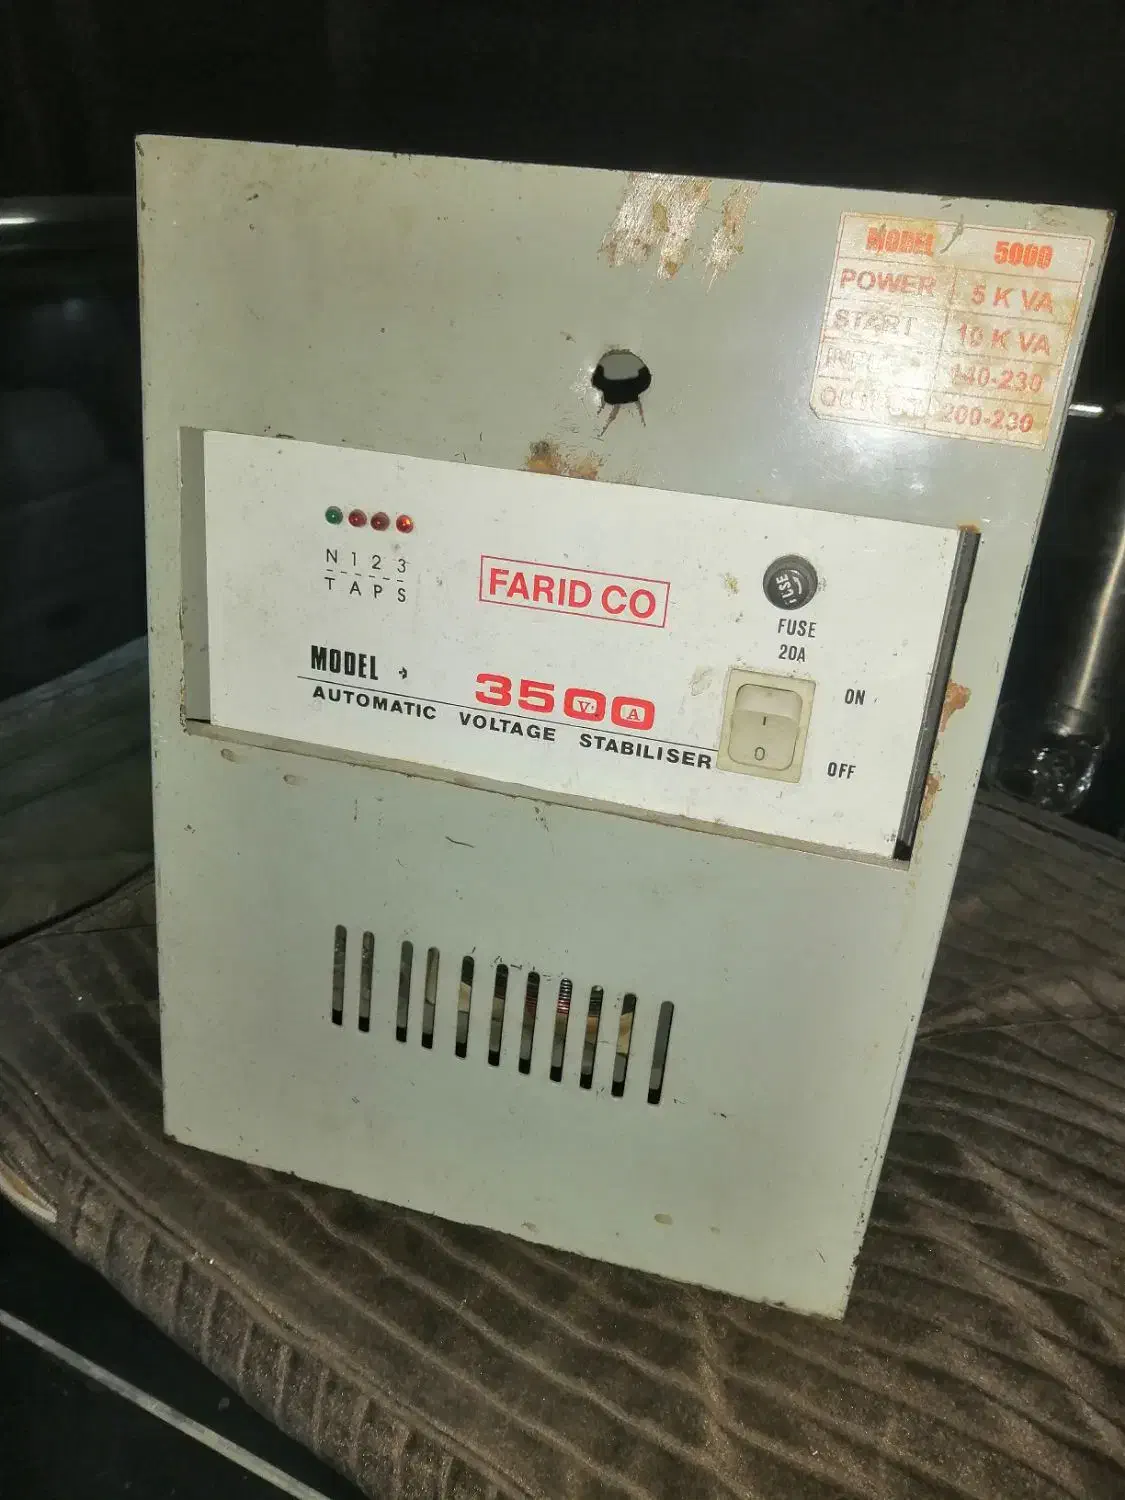 MODEL 5000
POWER 5 K VA
START 10 K VA
140-230
200-230
N 1 2 3
T A P S
FARID CO
FUSE
FUSE
20A
MODEL
3500
V. A
AUTOMATIC VOLTAGE STABILISER
ON
I
O
OFF